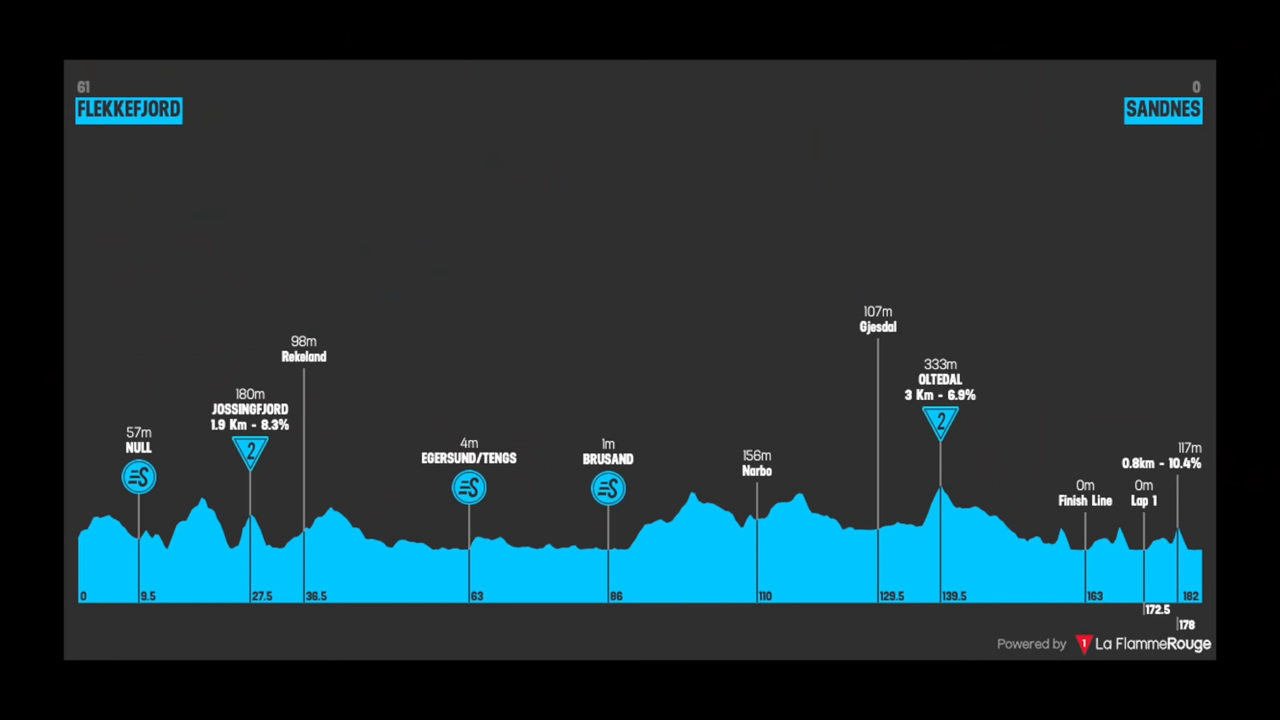 61
FLEKKEFJORD
0
SANDNES
107m
Gjesdal
98m
Rekeland
333m
OLTEDAL
3 Km - 6.9%
2
180m
JOSSINGFJORD
1.9 Km - 8.3%
2
57m
NULL
S
4m
EGERSUND/TENGS
S
1m
BRUSAND
S
156m
Narbo
117m
0.8km - 10.4%
0m
Finish Line
0m
Lap 1
0
9.5
27.5
36.5
63
86
110
129.5
139.5
163
182
172.5
178
Powered by 1 La FlammeRouge